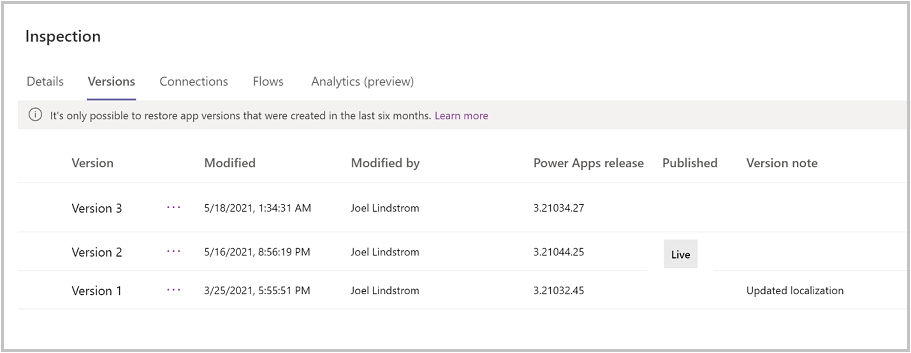 Inspection
Details Versions Connections Flows Analytics (preview)
It's only possible to restore app versions that were created in the last six months. Learn more
Version Modified Modified by Power Apps release Published Version note
Version 3 ··· 5/18/2021, 1:34:31 AM Joel Lindstrom 3.21034.27
Version 2 ··· 5/16/2021, 8:56:19 PM Joel Lindstrom 3.21044.25 Live
Version 1 ··· 3/25/2021, 5:55:51 PM Joel Lindstrom 3.21032.45 Updated localization